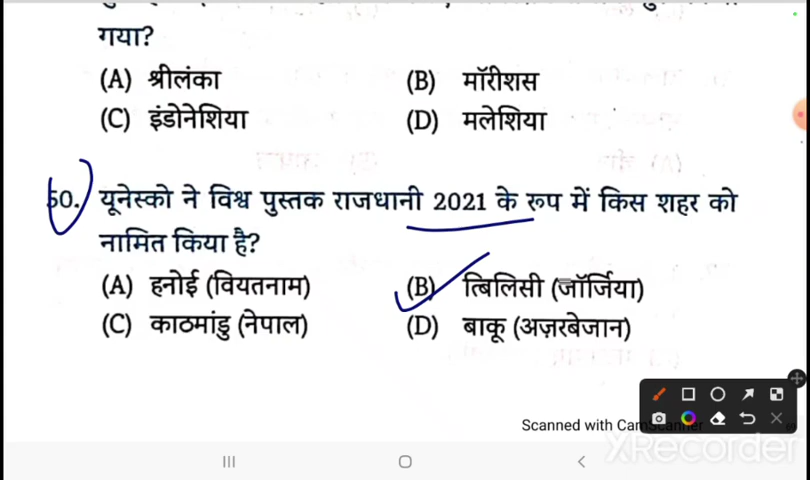 गया?
(A) श्रीलंका (B) मॉरीशस
(C) इंडोनेशिया (D) मलेशिया
50. यूनेस्को ने विश्व पुस्तक राजधानी 2021 के रूप में किस शहर को
नामित किया है?
(A) हनोई (वियतनाम) (B) त्बिलिसी (जॉर्जिया)
(C) काठमांडु (नेपाल) (D) बाकू (अज़रबेजान)
Scanned with CamScanner
XRecorder